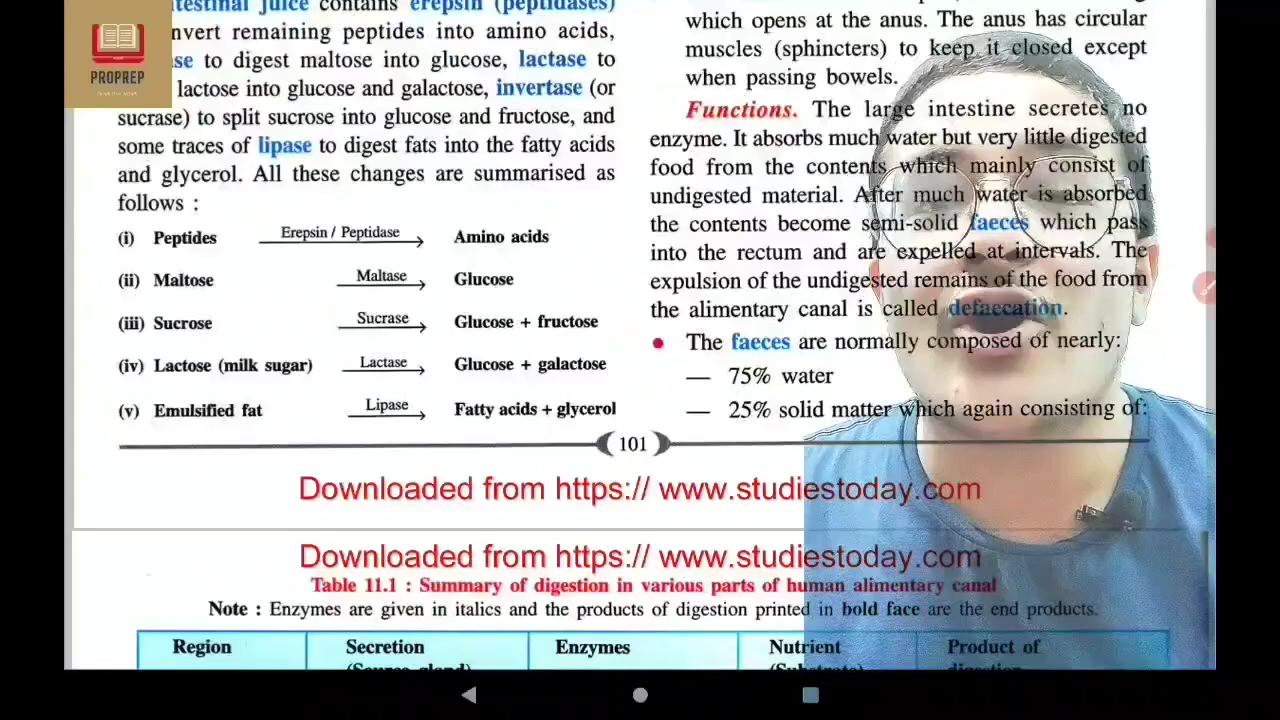 testinal juice contains erepsin (peptidases)
nvert remaining peptides into amino acids,
se to digest maltose into glucose, lactase to
lactose into glucose and galactose, invertase (or
sucrase) to split sucrose into glucose and fructose, and
some traces of lipase to digest fats into the fatty acids
and glycerol. All these changes are summarised as
follows :
(i) Peptides Erepsin / Peptidase Amino acids
(ii) Maltose Maltase Glucose
(iii) Sucrose Sucrase Glucose + fructose
(iv) Lactose (milk sugar) Lactase Glucose + galactose
(v) Emulsified fat Lipase Fatty acids + glycerol
which opens at the anus. The anus has circular
muscles (sphincters) to keep it closed except
when passing bowels.
Functions. The large intestine secretes no
enzyme. It absorbs much water but very little digested
food from the contents which mainly consist of
undigested material. After much water is absorbed
the contents become semi-solid faeces which pass
into the rectum and are expelled at intervals. The
expulsion of the undigested remains of the food from
the alimentary canal is called defaecation.
• The faeces are normally composed of nearly:
— 75% water
— 25% solid matter which again consisting of:
101
Downloaded from https:// www.studiestoday.com
Downloaded from https:// www.studiestoday.com
Table 11.1 : Summary of digestion in various parts of human alimentary canal
Note : Enzymes are given in italics and the products of digestion printed in bold face are the end products.
Region Secretion Enzymes Nutrient Product of
(Source gland) (Substrate) digestion
PROPREP